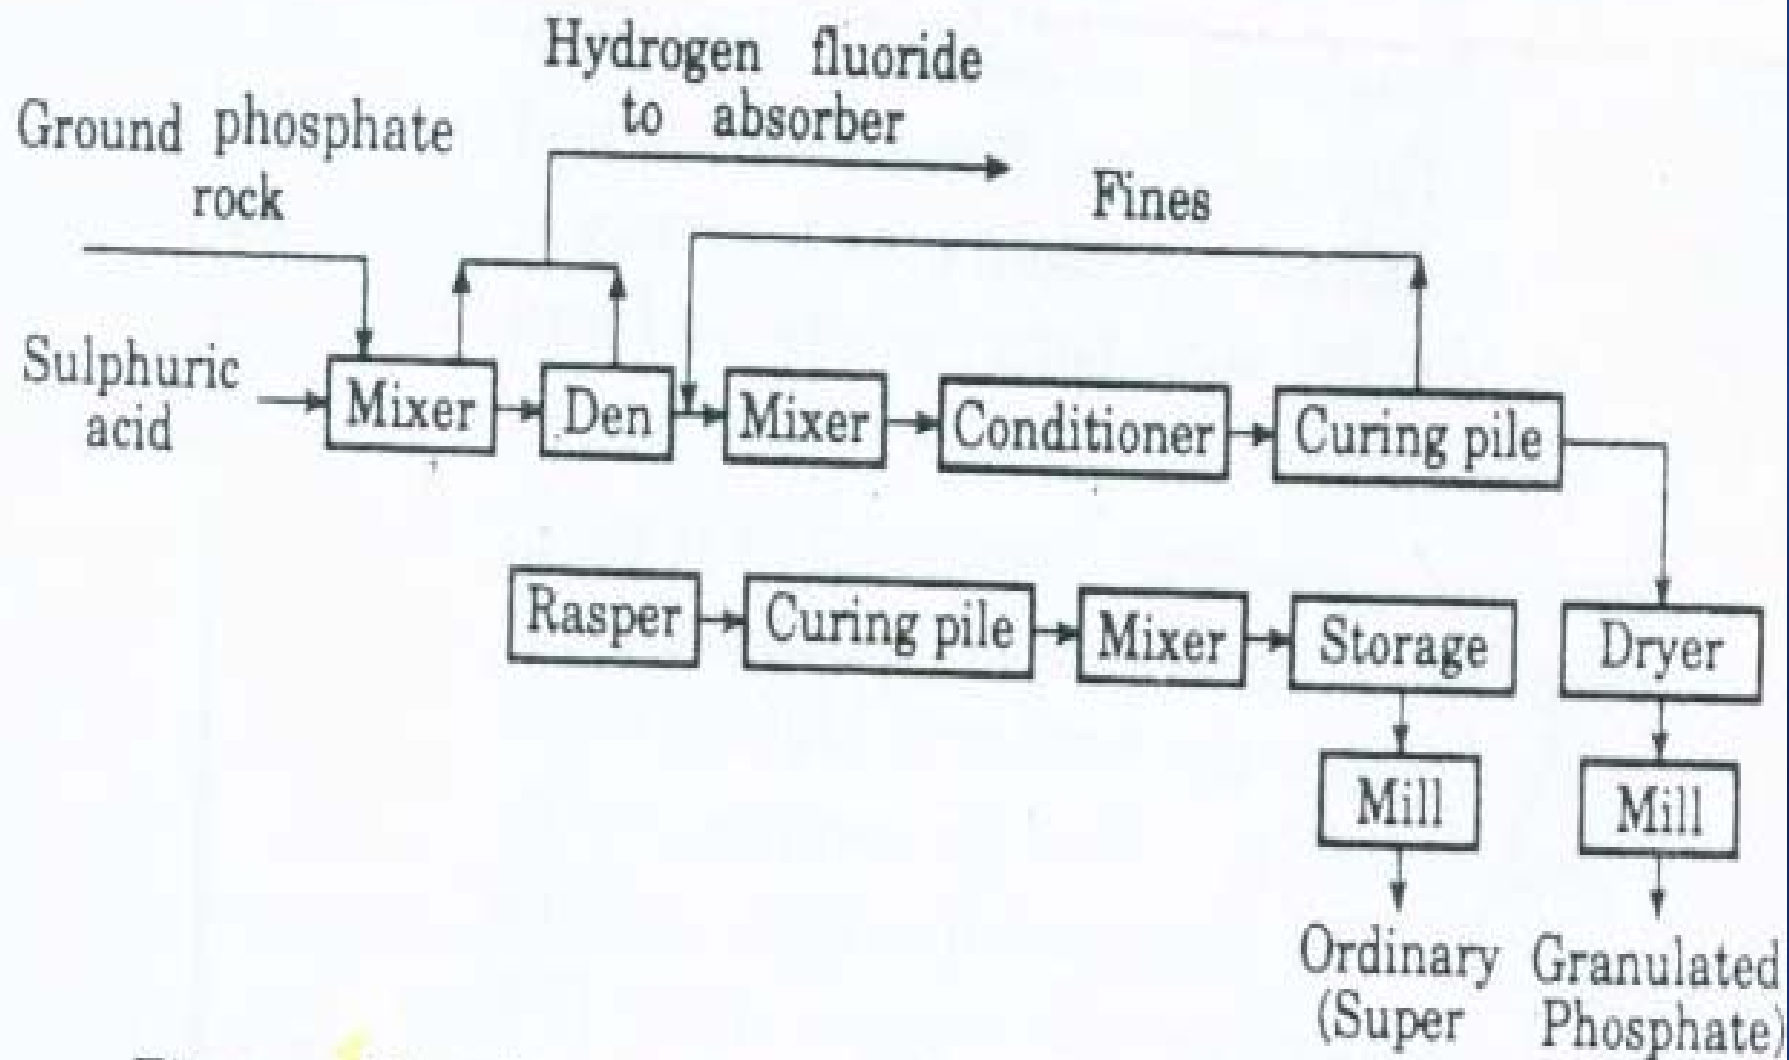 Hydrogen fluoride
to absorber
Ground phosphate
rock
Fines
Sulphuric
acid
Mixer
Den
Mixer
Conditioner
Curing pile
Rasper
Curing pile
Mixer
Storage
Dryer
Mill
Mill
Ordinary
(Super
Granulated
Phosphate)